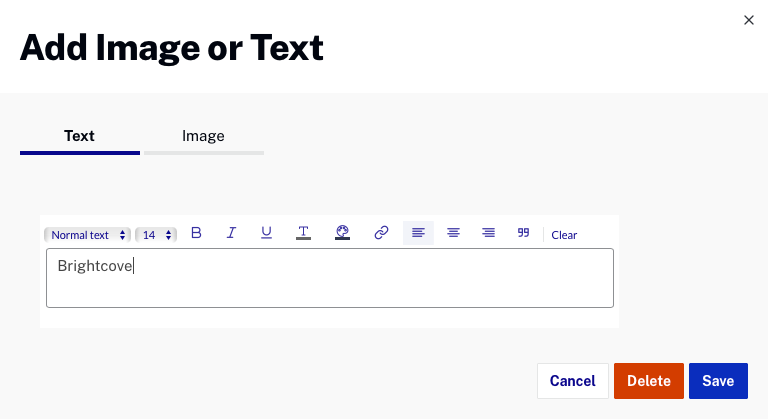 Add Image or Text
Text Image
Normal text 14 B I U T Clear
Brightcove
Cancel Delete Save